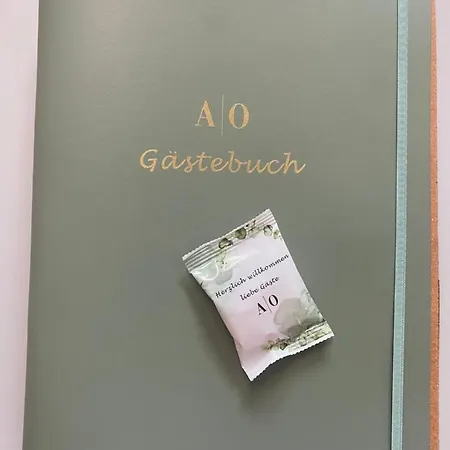 A|O
Gästebuch
Herzlich willkommen
liebe Gäste
A|O